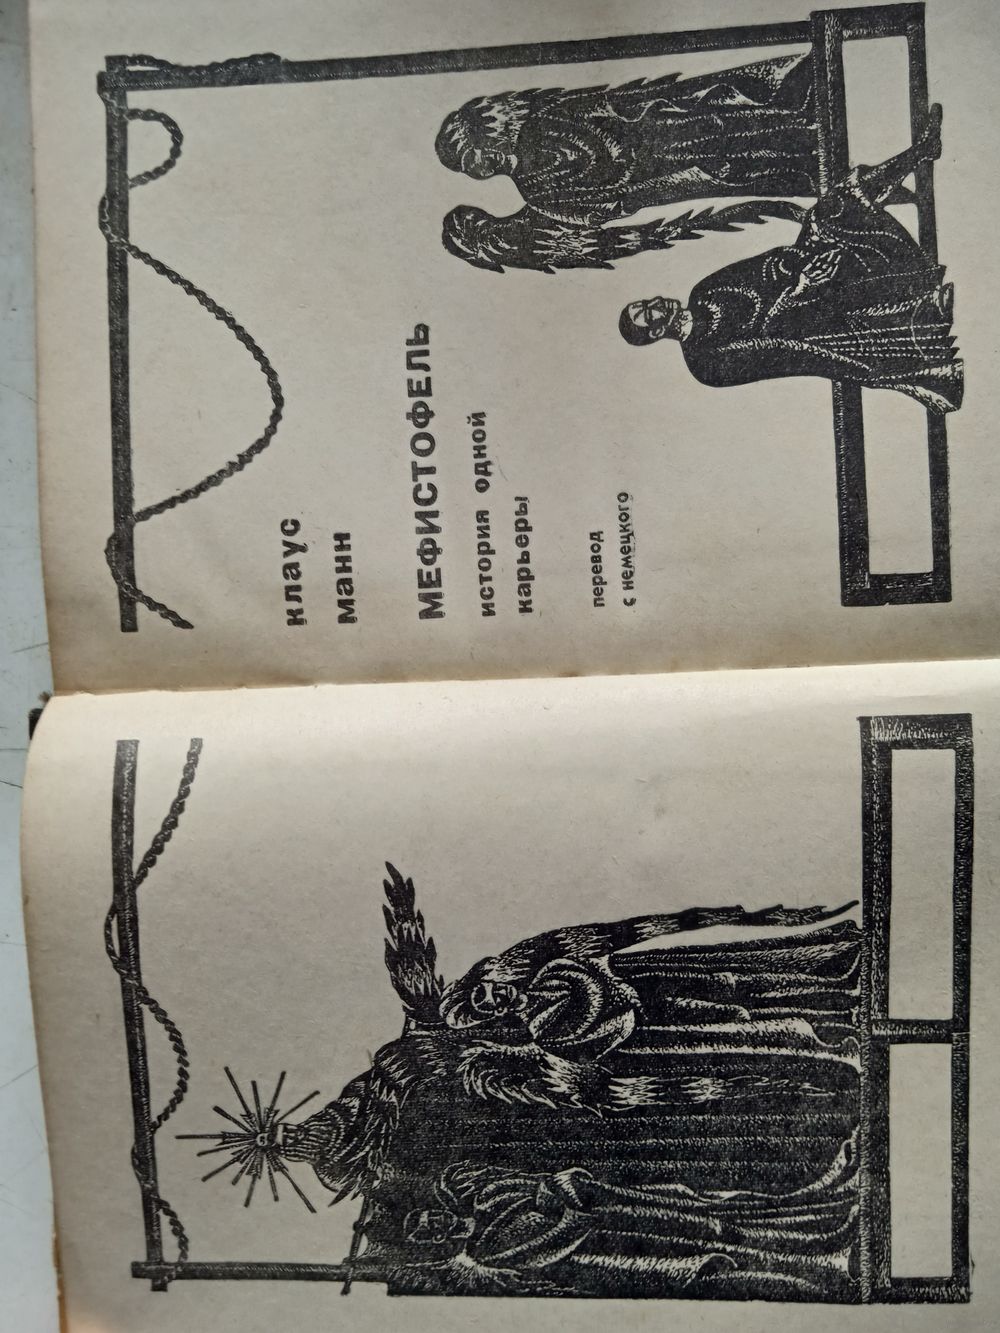 клаус
манн
МЕФИСТОФЕЛЬ
история одной
карьеры
перевод
с немецкого